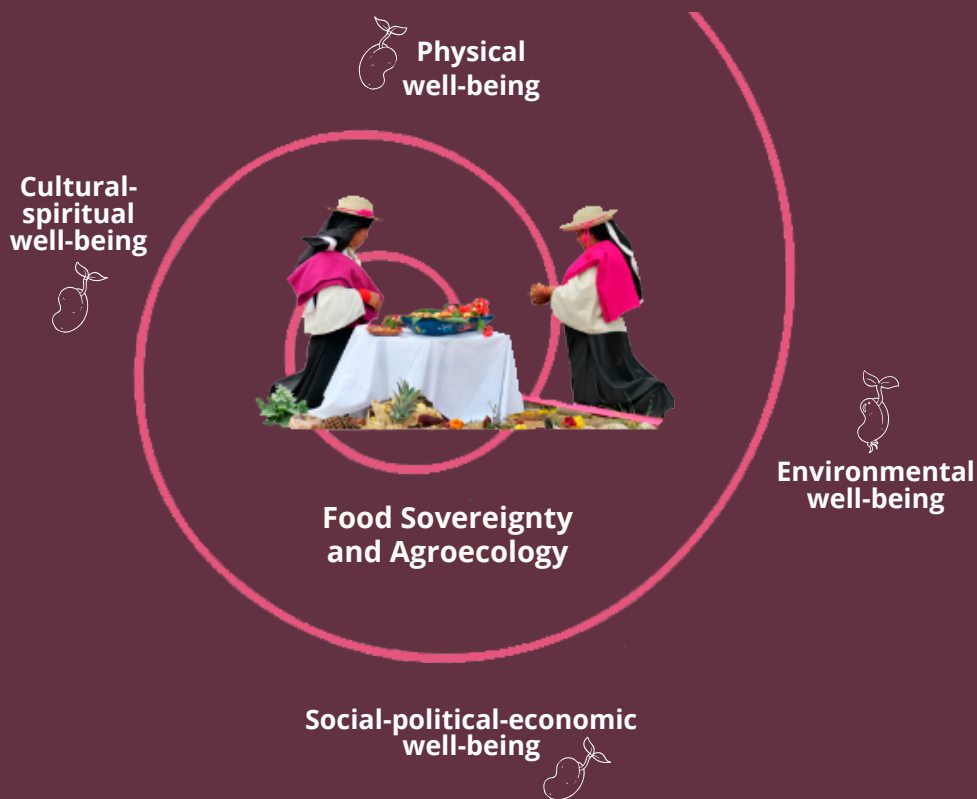 Physical
well-being
Cultural-
spiritual
well-being
Environmental
well-being
Food Sovereignty
and Agroecology
Social-political-economic
well-being